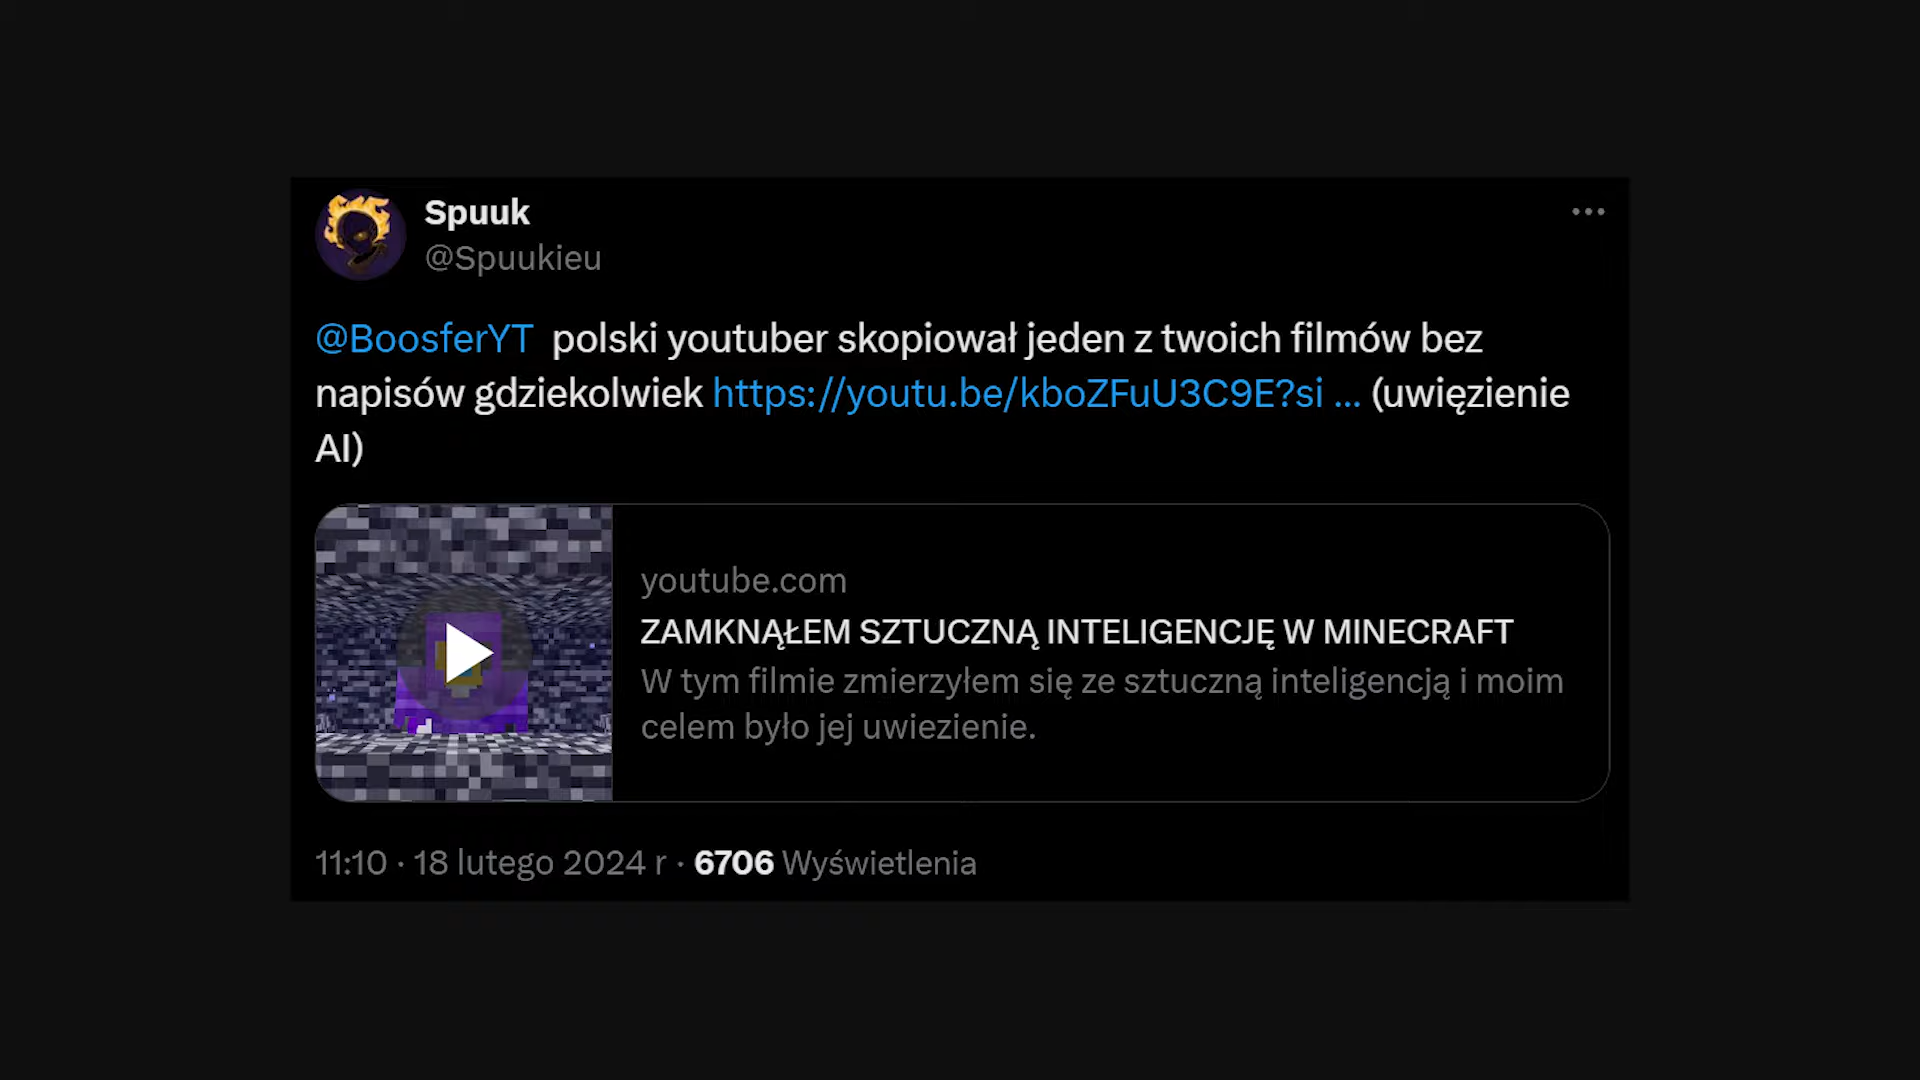 Spuuk
@Spuukieu
@BoosferYT polski youtuber skopiował jeden z twoich filmów bez
napisów gdziekolwiek https://youtu.be/kboZFuU3C9E?si ... (uwięzienie
AI)
youtube.com
ZAMKNĄŁEM SZTUCZNĄ INTELIGENCJĘ W MINECRAFT
W tym filmie zmierzyłem się ze sztuczną inteligencją i moim
celem było jej uwiezienie.
11:10 · 18 lutego 2024 r · 6706 Wyświetlenia